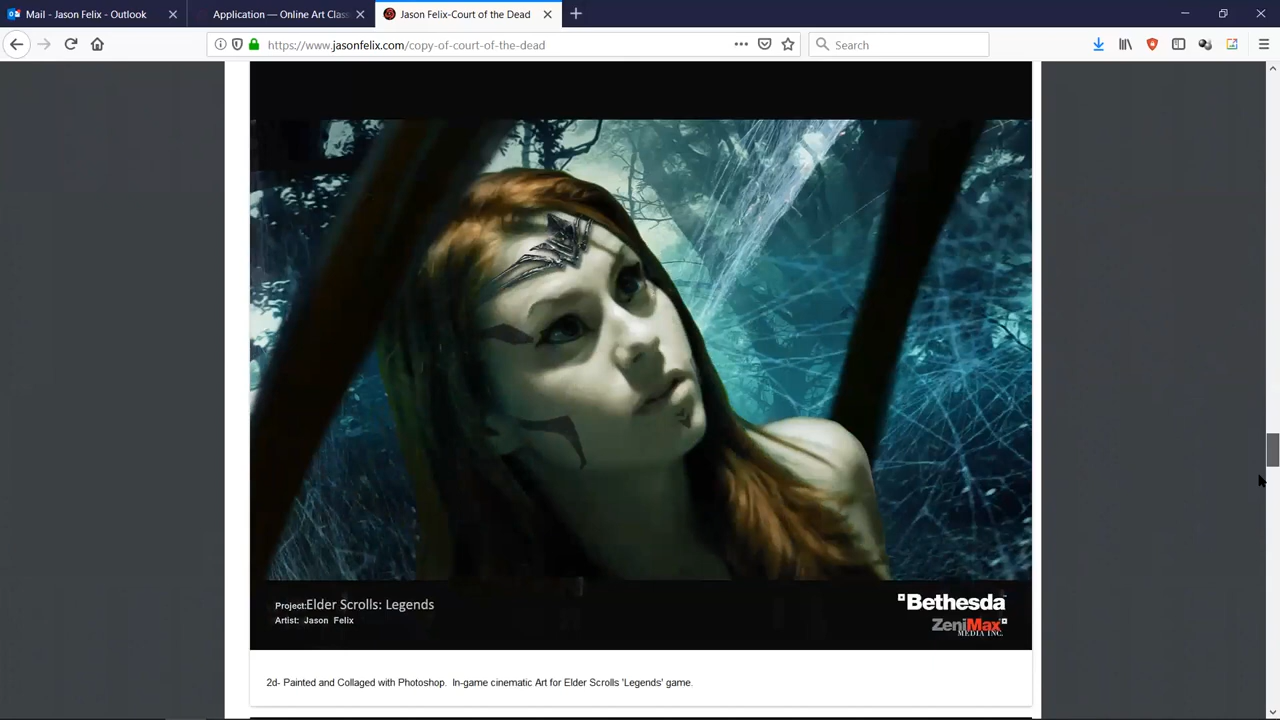 Mail - Jason Felix - Outlook
Application — Online Art Clas
Jason Felix-Court of the Dead
https://www.jasonfelix.com/copy-of-court-of-the-dead
Search
Project:Elder Scrolls: Legends
Artist: Jason Felix
Bethesda
ZeniMax
MEDIA INC.
2d- Painted and Collaged with Photoshop. In-game cinematic Art for Elder Scrolls 'Legends' game.